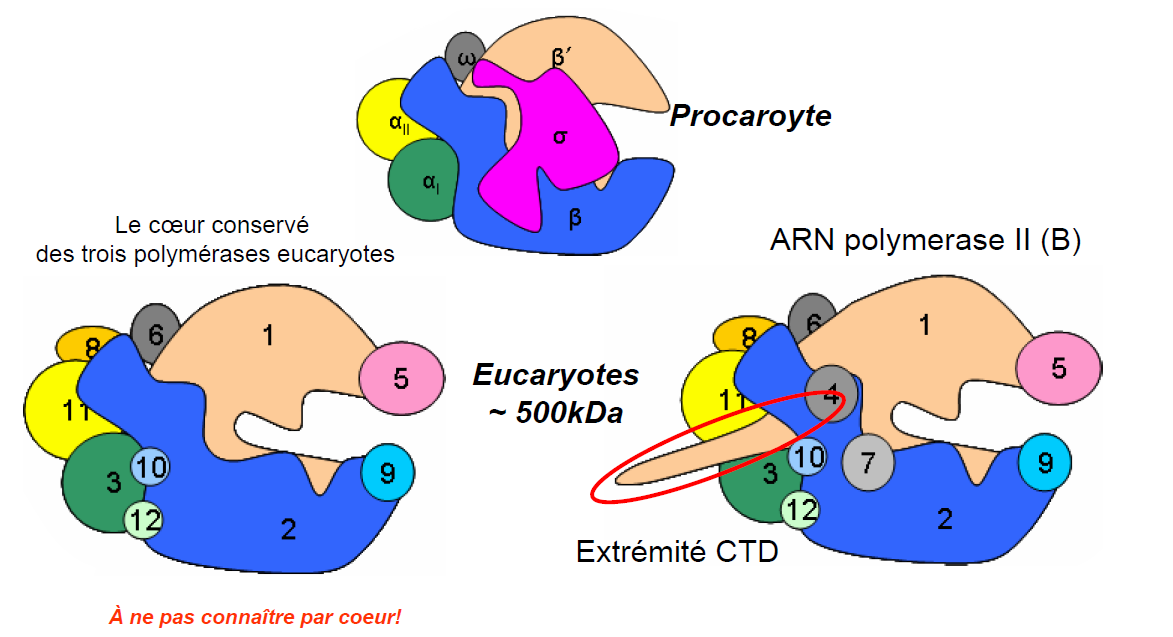 ω
β′
αII
Procaroyte
σ
αI
β
Le cœur conservé
des trois polymérases eucaryotes
ARN polymerase II (B)
6
1
8
5
11
10
3
9
12
2
Eucaryotes
~ 500kDa
6
1
8
5
4
11
10
7
3
9
12
2
Extrémité CTD
À ne pas connaître par coeur!